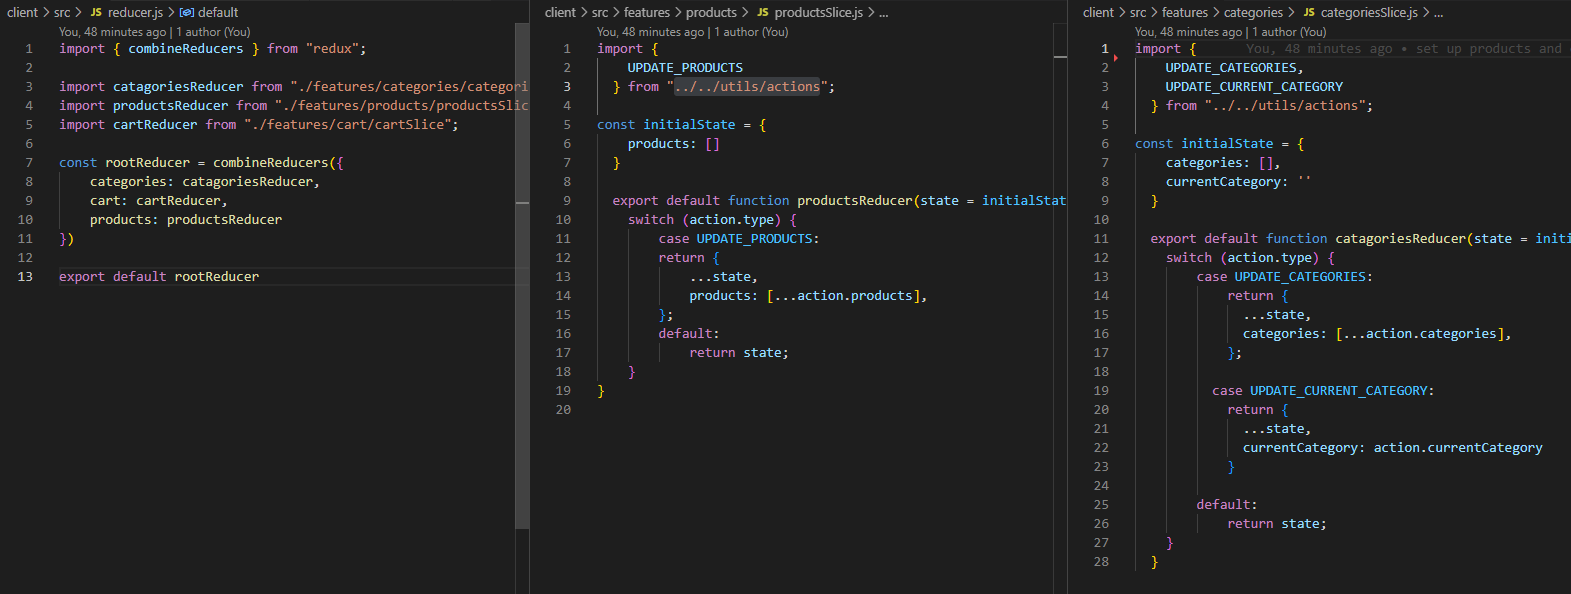 client > src > JS reducer.js > default
You, 48 minutes ago | 1 author (You)
1 import { combineReducers } from "redux";
2
3 import catagoriesReducer from "./features/categories/categori
4 import productsReducer from "./features/products/productsSlic
5 import cartReducer from "./features/cart/cartSlice";
6
7 const rootReducer = combineReducers({
8 categories: catagoriesReducer,
9 cart: cartReducer,
10 products: productsReducer
11 })
12
13 export default rootReducer
client > src > features > products > JS productsSlice.js > ...
You, 48 minutes ago | 1 author (You)
1 import {
2 UPDATE_PRODUCTS
3 } from "../../utils/actions";
4
5 const initialState = {
6 products: []
7 }
8
9 export default function productsReducer(state = initialStat
10 switch (action.type) {
11 case UPDATE_PRODUCTS:
12 return {
13 ...state,
14 products: [...action.products],
15 };
16 default:
17 return state;
18 }
19 }
20
client > src > features > categories > JS categoriesSlice.js > ...
You, 48 minutes ago | 1 author (You)
1 import { You, 48 minutes ago • set up products and
2 UPDATE_CATEGORIES,
3 UPDATE_CURRENT_CATEGORY
4 } from "../../utils/actions";
5
6 const initialState = {
7 categories: [],
8 currentCategory: ''
9 }
10
11 export default function catagoriesReducer(state = initi
12 switch (action.type) {
13 case UPDATE_CATEGORIES:
14 return {
15 ...state,
16 categories: [...action.categories],
17 };
18
19 case UPDATE_CURRENT_CATEGORY:
20 return {
21 ...state,
22 currentCategory: action.currentCategory
23 }
24
25 default:
26 return state;
27 }
28 }